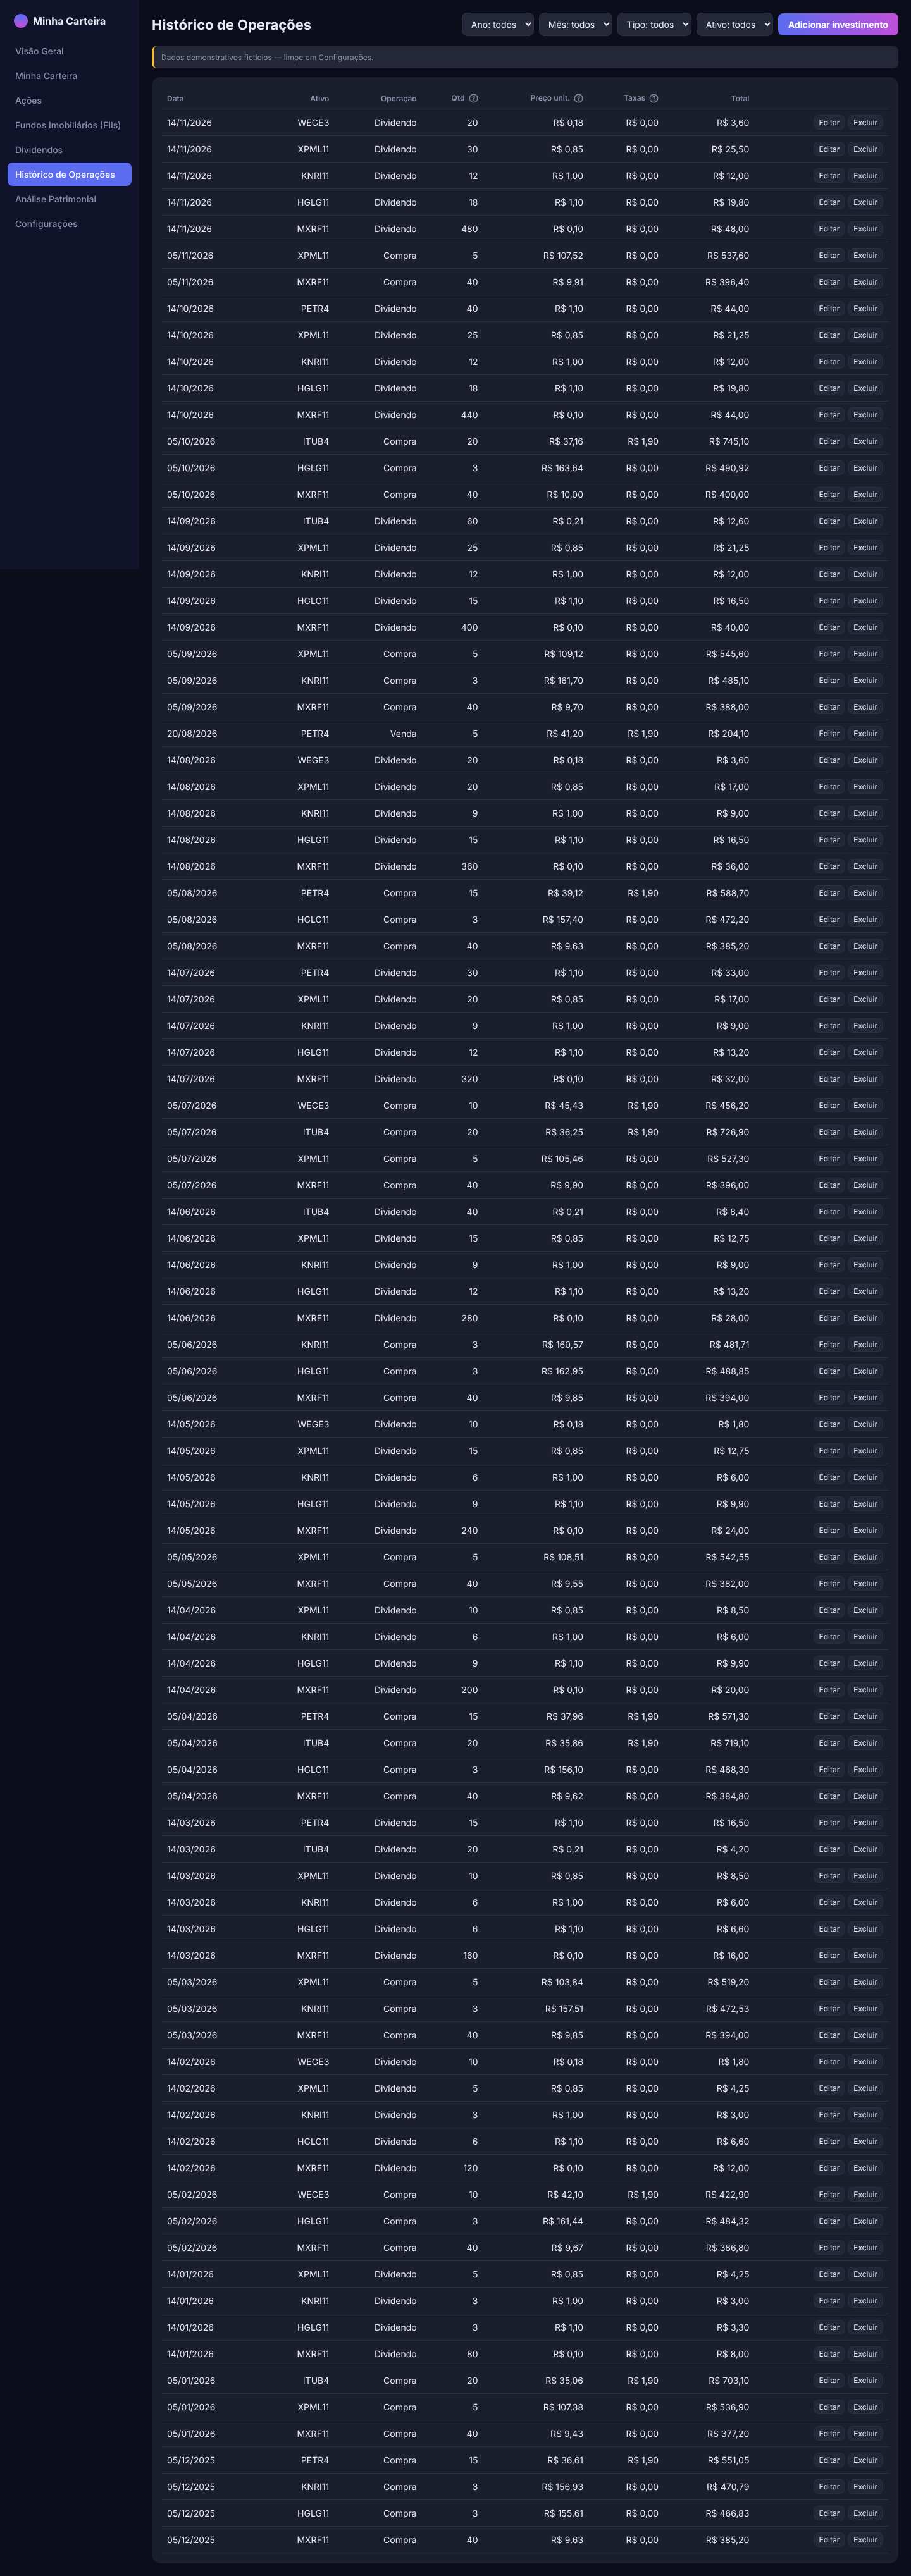 Minha Carteira
Visão Geral
Minha Carteira
Ações
Fundos Imobiliários (FIIs)
Dividendos
Histórico de Operações
Análise Patrimonial
Configurações
Histórico de Operações
Ano: todos Mês: todos Tipo: todos Ativo: todos Adicionar investimento
Dados demonstrativos fictícios — limpe em Configurações.
Data Ativo Operação Qtd ? Preço unit. ? Taxas ? Total
14/11/2026 WEGE3 Dividendo 20 R$ 0,18 R$ 0,00 R$ 3,60 Editar Excluir
14/11/2026 XPML11 Dividendo 30 R$ 0,85 R$ 0,00 R$ 25,50 Editar Excluir
14/11/2026 KNRI11 Dividendo 12 R$ 1,00 R$ 0,00 R$ 12,00 Editar Excluir
14/11/2026 HGLG11 Dividendo 18 R$ 1,10 R$ 0,00 R$ 19,80 Editar Excluir
14/11/2026 MXRF11 Dividendo 480 R$ 0,10 R$ 0,00 R$ 48,00 Editar Excluir
05/11/2026 XPML11 Compra 5 R$ 107,52 R$ 0,00 R$ 537,60 Editar Excluir
05/11/2026 MXRF11 Compra 40 R$ 9,91 R$ 0,00 R$ 396,40 Editar Excluir
14/10/2026 PETR4 Dividendo 40 R$ 1,10 R$ 0,00 R$ 44,00 Editar Excluir
14/10/2026 XPML11 Dividendo 25 R$ 0,85 R$ 0,00 R$ 21,25 Editar Excluir
14/10/2026 KNRI11 Dividendo 12 R$ 1,00 R$ 0,00 R$ 12,00 Editar Excluir
14/10/2026 HGLG11 Dividendo 18 R$ 1,10 R$ 0,00 R$ 19,80 Editar Excluir
14/10/2026 MXRF11 Dividendo 440 R$ 0,10 R$ 0,00 R$ 44,00 Editar Excluir
05/10/2026 ITUB4 Compra 20 R$ 37,16 R$ 1,90 R$ 745,10 Editar Excluir
05/10/2026 HGLG11 Compra 3 R$ 163,64 R$ 0,00 R$ 490,92 Editar Excluir
05/10/2026 MXRF11 Compra 40 R$ 10,00 R$ 0,00 R$ 400,00 Editar Excluir
14/09/2026 ITUB4 Dividendo 60 R$ 0,21 R$ 0,00 R$ 12,60 Editar Excluir
14/09/2026 XPML11 Dividendo 25 R$ 0,85 R$ 0,00 R$ 21,25 Editar Excluir
14/09/2026 KNRI11 Dividendo 12 R$ 1,00 R$ 0,00 R$ 12,00 Editar Excluir
14/09/2026 HGLG11 Dividendo 15 R$ 1,10 R$ 0,00 R$ 16,50 Editar Excluir
14/09/2026 MXRF11 Dividendo 400 R$ 0,10 R$ 0,00 R$ 40,00 Editar Excluir
05/09/2026 XPML11 Compra 5 R$ 109,12 R$ 0,00 R$ 545,60 Editar Excluir
05/09/2026 KNRI11 Compra 3 R$ 161,70 R$ 0,00 R$ 485,10 Editar Excluir
05/09/2026 MXRF11 Compra 40 R$ 9,70 R$ 0,00 R$ 388,00 Editar Excluir
20/08/2026 PETR4 Venda 5 R$ 41,20 R$ 1,90 R$ 204,10 Editar Excluir
14/08/2026 WEGE3 Dividendo 20 R$ 0,18 R$ 0,00 R$ 3,60 Editar Excluir
14/08/2026 XPML11 Dividendo 20 R$ 0,85 R$ 0,00 R$ 17,00 Editar Excluir
14/08/2026 KNRI11 Dividendo 9 R$ 1,00 R$ 0,00 R$ 9,00 Editar Excluir
14/08/2026 HGLG11 Dividendo 15 R$ 1,10 R$ 0,00 R$ 16,50 Editar Excluir
14/08/2026 MXRF11 Dividendo 360 R$ 0,10 R$ 0,00 R$ 36,00 Editar Excluir
05/08/2026 PETR4 Compra 15 R$ 39,12 R$ 1,90 R$ 588,70 Editar Excluir
05/08/2026 HGLG11 Compra 3 R$ 157,40 R$ 0,00 R$ 472,20 Editar Excluir
05/08/2026 MXRF11 Compra 40 R$ 9,63 R$ 0,00 R$ 385,20 Editar Excluir
14/07/2026 PETR4 Dividendo 30 R$ 1,10 R$ 0,00 R$ 33,00 Editar Excluir
14/07/2026 XPML11 Dividendo 20 R$ 0,85 R$ 0,00 R$ 17,00 Editar Excluir
14/07/2026 KNRI11 Dividendo 9 R$ 1,00 R$ 0,00 R$ 9,00 Editar Excluir
14/07/2026 HGLG11 Dividendo 12 R$ 1,10 R$ 0,00 R$ 13,20 Editar Excluir
14/07/2026 MXRF11 Dividendo 320 R$ 0,10 R$ 0,00 R$ 32,00 Editar Excluir
05/07/2026 WEGE3 Compra 10 R$ 45,43 R$ 1,90 R$ 456,20 Editar Excluir
05/07/2026 ITUB4 Compra 20 R$ 36,25 R$ 1,90 R$ 726,90 Editar Excluir
05/07/2026 XPML11 Compra 5 R$ 105,46 R$ 0,00 R$ 527,30 Editar Excluir
05/07/2026 MXRF11 Compra 40 R$ 9,90 R$ 0,00 R$ 396,00 Editar Excluir
14/06/2026 ITUB4 Dividendo 40 R$ 0,21 R$ 0,00 R$ 8,40 Editar Excluir
14/06/2026 XPML11 Dividendo 15 R$ 0,85 R$ 0,00 R$ 12,75 Editar Excluir
14/06/2026 KNRI11 Dividendo 9 R$ 1,00 R$ 0,00 R$ 9,00 Editar Excluir
14/06/2026 HGLG11 Dividendo 12 R$ 1,10 R$ 0,00 R$ 13,20 Editar Excluir
14/06/2026 MXRF11 Dividendo 280 R$ 0,10 R$ 0,00 R$ 28,00 Editar Excluir
05/06/2026 KNRI11 Compra 3 R$ 160,57 R$ 0,00 R$ 481,71 Editar Excluir
05/06/2026 HGLG11 Compra 3 R$ 162,95 R$ 0,00 R$ 488,85 Editar Excluir
05/06/2026 MXRF11 Compra 40 R$ 9,85 R$ 0,00 R$ 394,00 Editar Excluir
14/05/2026 WEGE3 Dividendo 10 R$ 0,18 R$ 0,00 R$ 1,80 Editar Excluir
14/05/2026 XPML11 Dividendo 15 R$ 0,85 R$ 0,00 R$ 12,75 Editar Excluir
14/05/2026 KNRI11 Dividendo 6 R$ 1,00 R$ 0,00 R$ 6,00 Editar Excluir
14/05/2026 HGLG11 Dividendo 9 R$ 1,10 R$ 0,00 R$ 9,90 Editar Excluir
14/05/2026 MXRF11 Dividendo 240 R$ 0,10 R$ 0,00 R$ 24,00 Editar Excluir
05/05/2026 XPML11 Compra 5 R$ 108,51 R$ 0,00 R$ 542,55 Editar Excluir
05/05/2026 MXRF11 Compra 40 R$ 9,55 R$ 0,00 R$ 382,00 Editar Excluir
14/04/2026 XPML11 Dividendo 10 R$ 0,85 R$ 0,00 R$ 8,50 Editar Excluir
14/04/2026 KNRI11 Dividendo 6 R$ 1,00 R$ 0,00 R$ 6,00 Editar Excluir
14/04/2026 HGLG11 Dividendo 9 R$ 1,10 R$ 0,00 R$ 9,90 Editar Excluir
14/04/2026 MXRF11 Dividendo 200 R$ 0,10 R$ 0,00 R$ 20,00 Editar Excluir
05/04/2026 PETR4 Compra 15 R$ 37,96 R$ 1,90 R$ 571,30 Editar Excluir
05/04/2026 ITUB4 Compra 20 R$ 35,86 R$ 1,90 R$ 719,10 Editar Excluir
05/04/2026 HGLG11 Compra 3 R$ 156,10 R$ 0,00 R$ 468,30 Editar Excluir
05/04/2026 MXRF11 Compra 40 R$ 9,62 R$ 0,00 R$ 384,80 Editar Excluir
14/03/2026 PETR4 Dividendo 15 R$ 1,10 R$ 0,00 R$ 16,50 Editar Excluir
14/03/2026 ITUB4 Dividendo 20 R$ 0,21 R$ 0,00 R$ 4,20 Editar Excluir
14/03/2026 XPML11 Dividendo 10 R$ 0,85 R$ 0,00 R$ 8,50 Editar Excluir
14/03/2026 KNRI11 Dividendo 6 R$ 1,00 R$ 0,00 R$ 6,00 Editar Excluir
14/03/2026 HGLG11 Dividendo 6 R$ 1,10 R$ 0,00 R$ 6,60 Editar Excluir
14/03/2026 MXRF11 Dividendo 160 R$ 0,10 R$ 0,00 R$ 16,00 Editar Excluir
05/03/2026 XPML11 Compra 5 R$ 103,84 R$ 0,00 R$ 519,20 Editar Excluir
05/03/2026 KNRI11 Compra 3 R$ 157,51 R$ 0,00 R$ 472,53 Editar Excluir
05/03/2026 MXRF11 Compra 40 R$ 9,85 R$ 0,00 R$ 394,00 Editar Excluir
14/02/2026 WEGE3 Dividendo 10 R$ 0,18 R$ 0,00 R$ 1,80 Editar Excluir
14/02/2026 XPML11 Dividendo 5 R$ 0,85 R$ 0,00 R$ 4,25 Editar Excluir
14/02/2026 KNRI11 Dividendo 3 R$ 1,00 R$ 0,00 R$ 3,00 Editar Excluir
14/02/2026 HGLG11 Dividendo 6 R$ 1,10 R$ 0,00 R$ 6,60 Editar Excluir
14/02/2026 MXRF11 Dividendo 120 R$ 0,10 R$ 0,00 R$ 12,00 Editar Excluir
05/02/2026 WEGE3 Compra 10 R$ 42,10 R$ 1,90 R$ 422,90 Editar Excluir
05/02/2026 HGLG11 Compra 3 R$ 161,44 R$ 0,00 R$ 484,32 Editar Excluir
05/02/2026 MXRF11 Compra 40 R$ 9,67 R$ 0,00 R$ 386,80 Editar Excluir
14/01/2026 XPML11 Dividendo 5 R$ 0,85 R$ 0,00 R$ 4,25 Editar Excluir
14/01/2026 KNRI11 Dividendo 3 R$ 1,00 R$ 0,00 R$ 3,00 Editar Excluir
14/01/2026 HGLG11 Dividendo 3 R$ 1,10 R$ 0,00 R$ 3,30 Editar Excluir
14/01/2026 MXRF11 Dividendo 80 R$ 0,10 R$ 0,00 R$ 8,00 Editar Excluir
05/01/2026 ITUB4 Compra 20 R$ 35,06 R$ 1,90 R$ 703,10 Editar Excluir
05/01/2026 XPML11 Compra 5 R$ 107,38 R$ 0,00 R$ 536,90 Editar Excluir
05/01/2026 MXRF11 Compra 40 R$ 9,43 R$ 0,00 R$ 377,20 Editar Excluir
05/12/2025 PETR4 Compra 15 R$ 36,61 R$ 1,90 R$ 551,05 Editar Excluir
05/12/2025 KNRI11 Compra 3 R$ 156,93 R$ 0,00 R$ 470,79 Editar Excluir
05/12/2025 HGLG11 Compra 3 R$ 155,61 R$ 0,00 R$ 466,83 Editar Excluir
05/12/2025 MXRF11 Compra 40 R$ 9,63 R$ 0,00 R$ 385,20 Editar Excluir